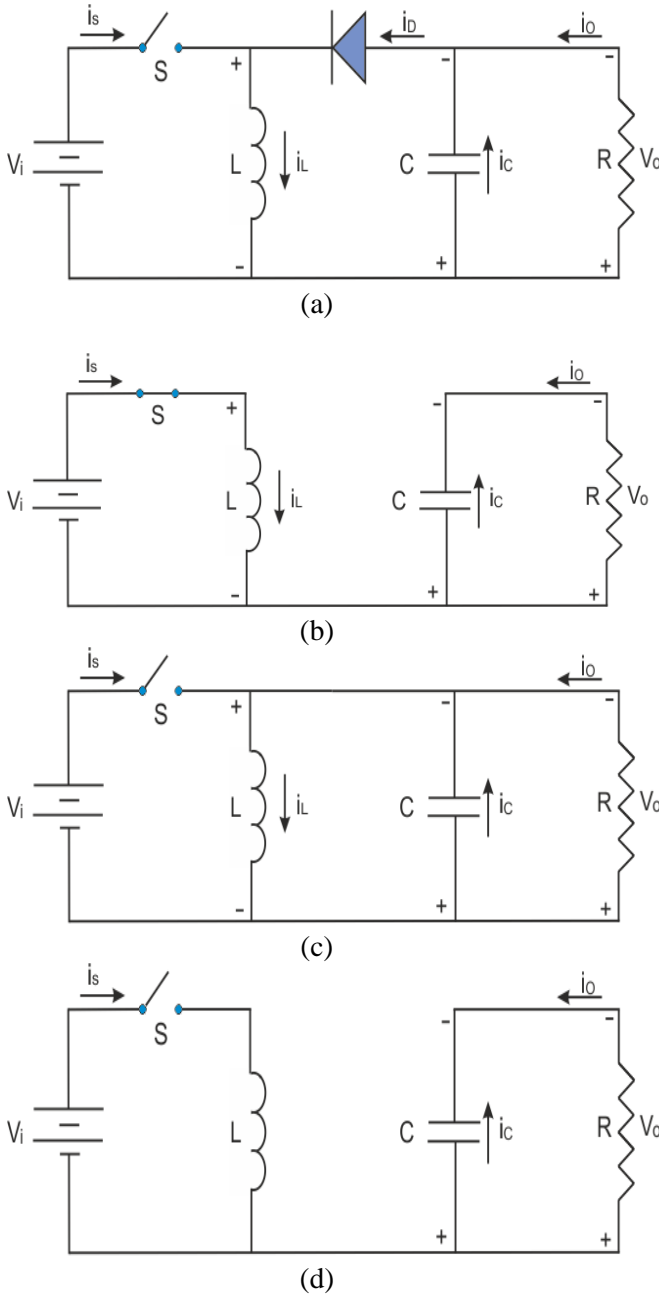 is iD iO
S + - -
Vi L iL C iC R Vo
- + +
(a)
is iO
S + - -
Vi L iL C iC R Vo
- + +
(b)
is iO
S + - -
Vi L iL C iC R Vo
- + +
(c)
is iO
S - -
Vi L C iC R Vo
+ +
(d)